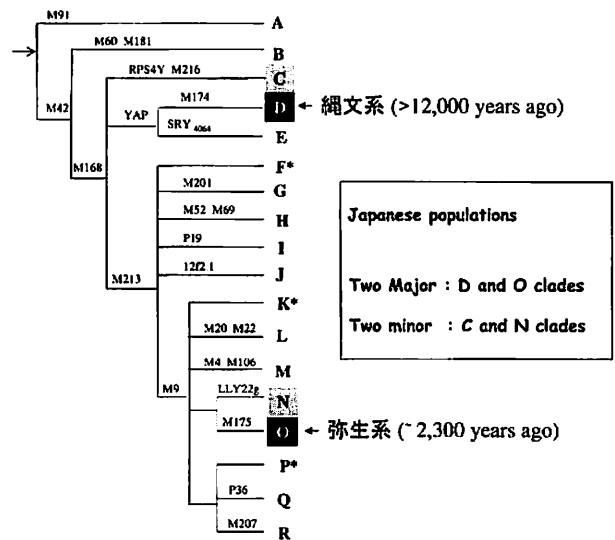 M91
A
M60 M181
B
RPS4Y M216
C
M42
M174
D ← 縄文系 (>12,000 years ago)
YAP
SRY 4064
E
M168
F*
M201
G
M52 M69
H
P19
I
12f2.1
J
M213
K*
M20 M22
L
M4 M106
M
M9
LLY22g
N
M175
O ← 弥生系 (~ 2,300 years ago)
P*
P36
Q
M207
R
Japanese populations
Two Major : D and O clades
Two minor : C and N clades